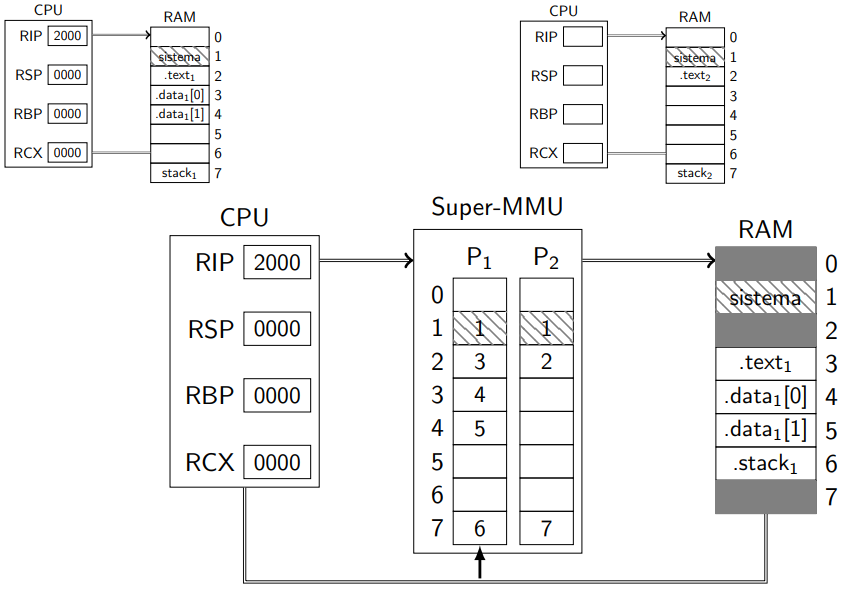 CPU
RAM
RIP 2000
0
sistema 1
RSP 0000
.text₁ 2
.data₁[0] 3
RBP 0000
.data₁[1] 4
5
RCX 0000
6
stack₁ 7
CPU
RAM
RIP
0
sistema 1
RSP
.text₂ 2
3
RBP
4
5
RCX
6
stack₂ 7
CPU
RIP 2000
RSP 0000
RBP 0000
RCX 0000
Super-MMU
P₁ P₂
0
1 1 1
2 3 2
3 4
4 5
5
6
7 6 7
RAM
0
sistema 1
2
.text₁ 3
.data₁[0] 4
.data₁[1] 5
.stack₁ 6
7